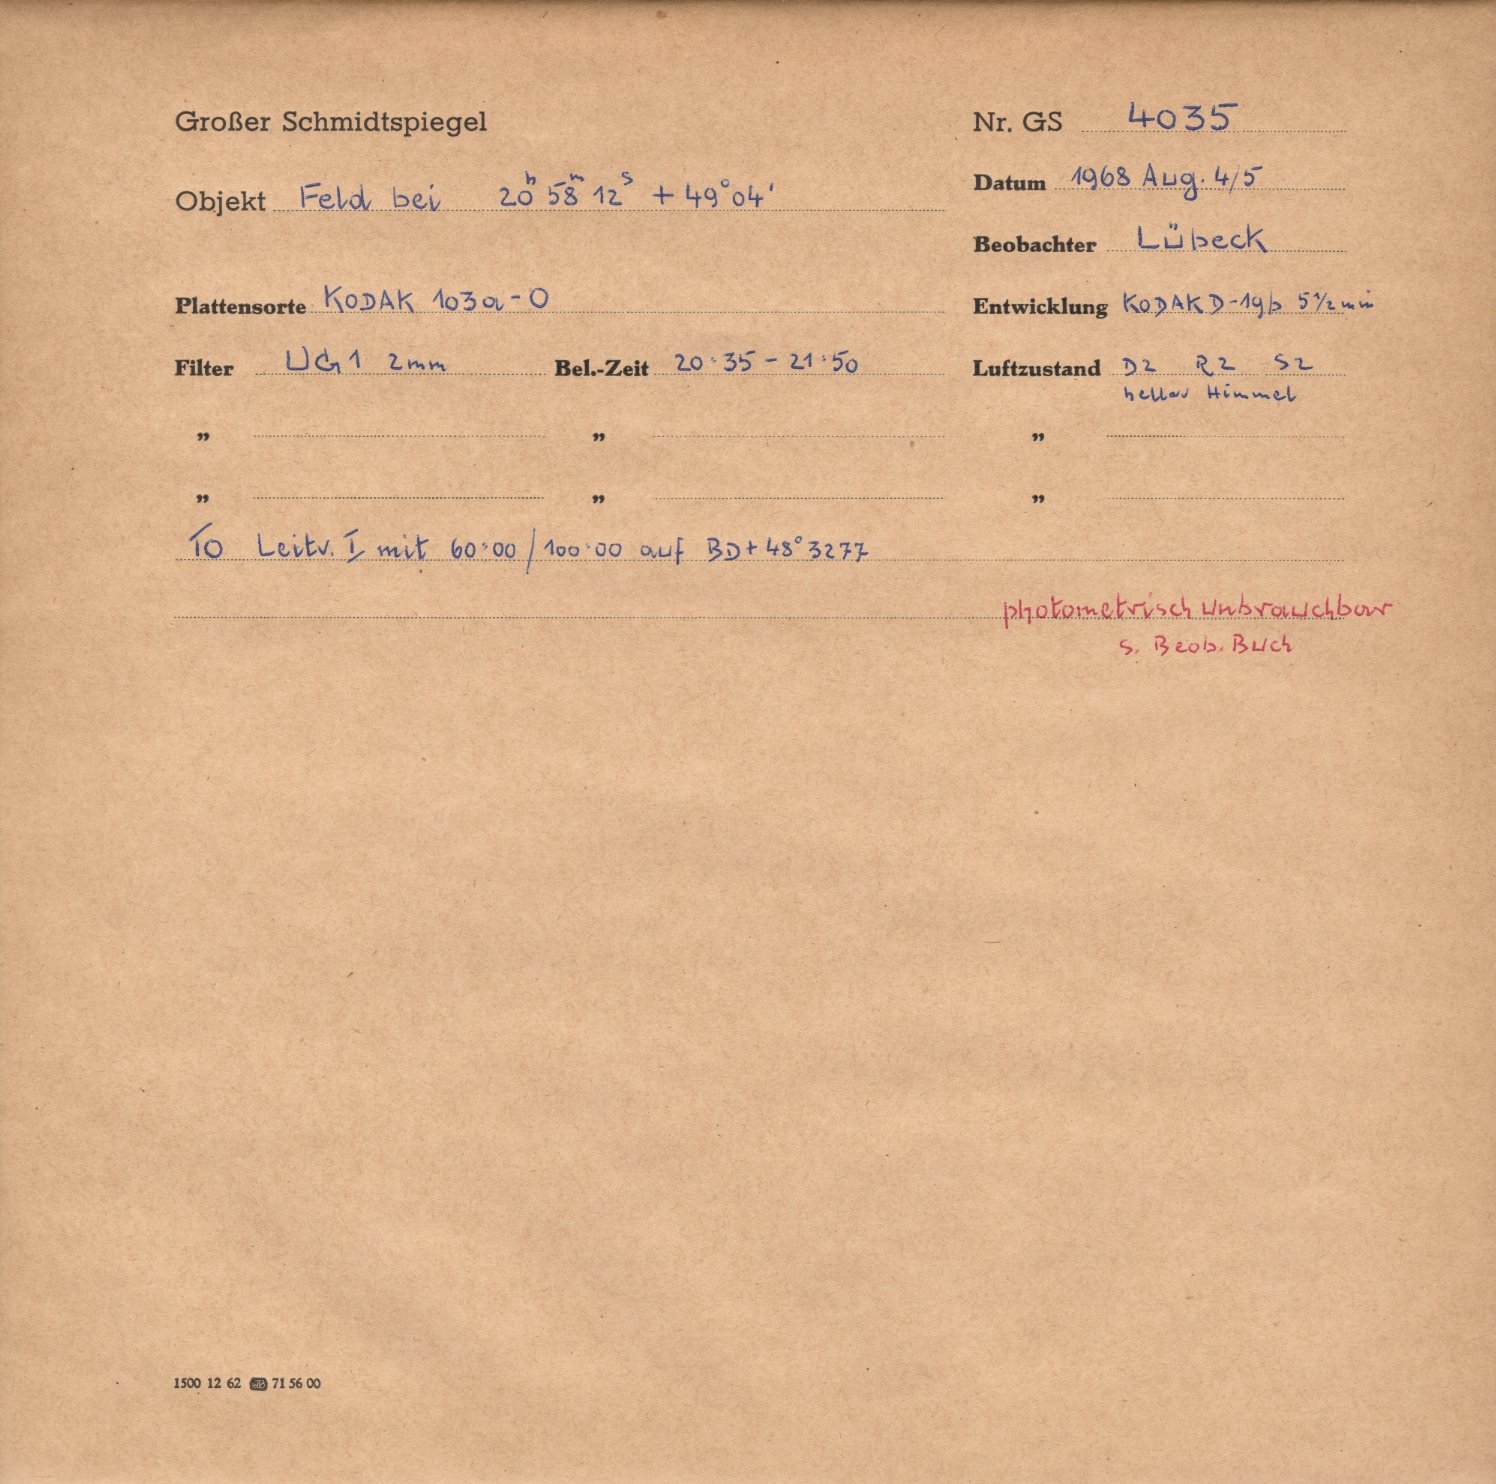 Großer Schmidtspiegel
Nr. GS 4035
Objekt Feld bei 20h 58m 12s + 49°04'
Datum 1968 Aug. 4/5
Beobachter Lübeck
Plattensorte KODAK 103a-O
Entwicklung KODAK D-19b 5 1/2 min
Filter UG1 2mm
Bel.-Zeit 20:35 - 21:50
Luftzustand D2 R2 S2
heller Himmel
" " "
" " "
TO Leitr. I mit 60:00/100:00 auf BD+48°3277
photometrisch unbrauchbar
s. Beob. Buch
1500 12 62 71 56 00